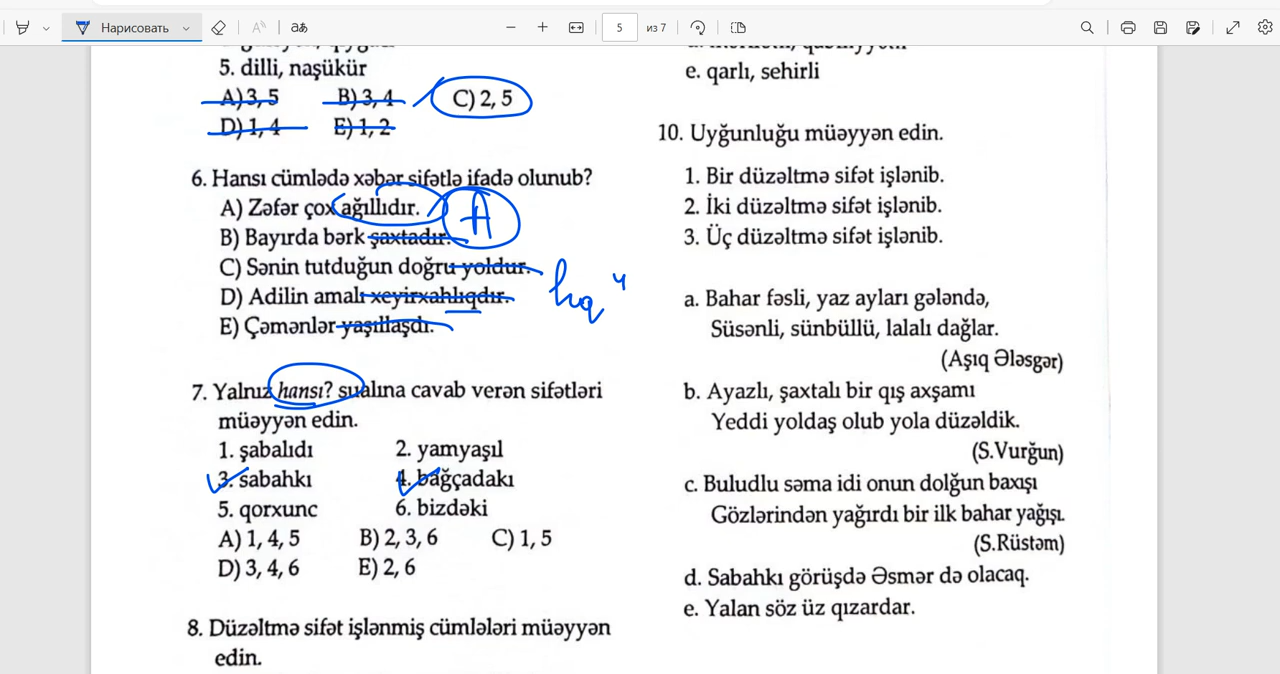 Нарисовать
aあ
5
из 7
5. dilli, naşükür
A) 3, 5 B) 3, 4 C) 2, 5
D) 1, 4 E) 1, 2
6. Hansı cümlədə xəbər sifətlə ifadə olunub?
A) Zəfər çox ağıllıdır. A
B) Bayırda bərk şaxtadır.
C) Sənin tutduğun doğru yoldur.
D) Adilin amalı xeyirxahlıqdır. lıq 4
E) Çəmənlər yaşıllaşdı.
7. Yalnız hansı? sualına cavab verən sifətləri
müəyyən edin.
1. şabalıdı 2. yamyaşıl
3. sabahkı 4. bağçadakı
5. qorxunc 6. bizdəki
A) 1, 4, 5 B) 2, 3, 6 C) 1, 5
D) 3, 4, 6 E) 2, 6
8. Düzəltmə sifət işlənmiş cümlələri müəyyən
edin.
e. qarlı, sehirli
10. Uyğunluğu müəyyən edin.
1. Bir düzəltmə sifət işlənib.
2. İki düzəltmə sifət işlənib.
3. Üç düzəltmə sifət işlənib.
a. Bahar fəsli, yaz ayları gələndə,
Süsənli, sünbüllü, lalalı dağlar.
(Aşıq Ələsgər)
b. Ayazlı, şaxtalı bir qış axşamı
Yeddi yoldaş olub yola düzəldik.
(S.Vurğun)
c. Buludlu səma idi onun dolğun baxışı
Gözlərindən yağırdı bir ilk bahar yağışı.
(S.Rüstəm)
d. Sabahkı görüşdə Əsmər də olacaq.
e. Yalan söz üz qızardar.